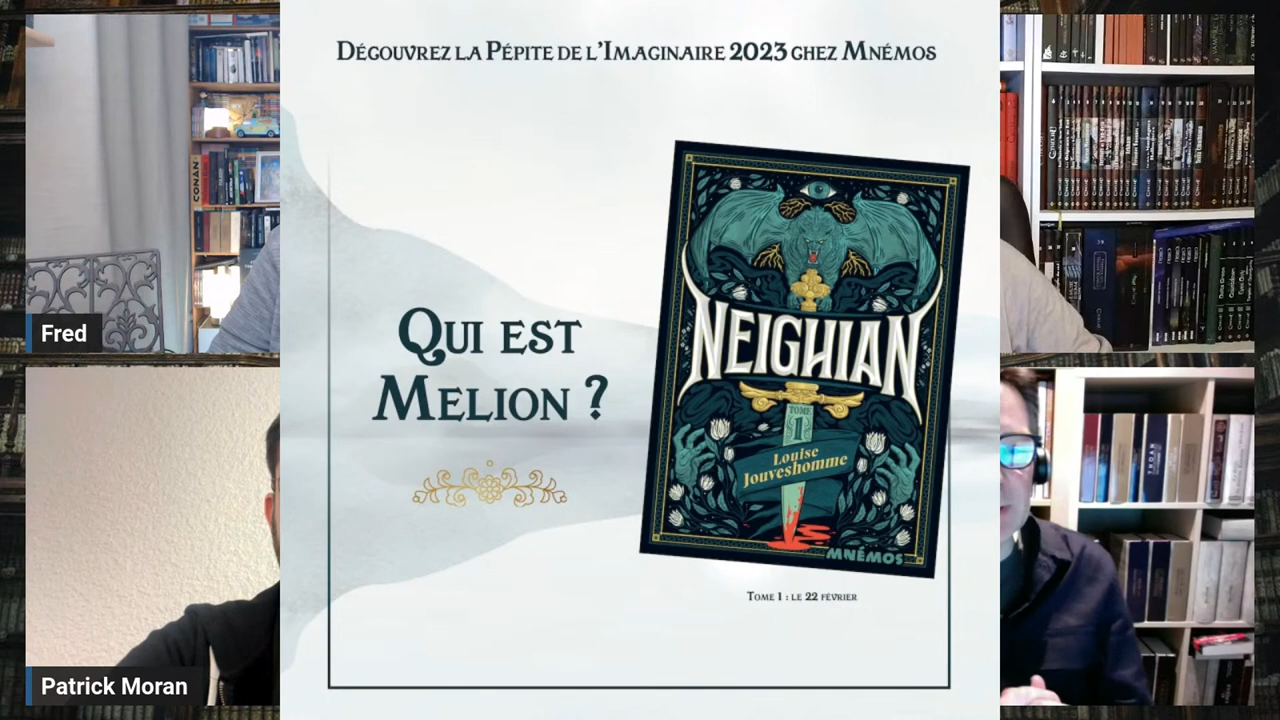 Découvrez la Pépite de l'Imaginaire 2023 chez Mnémos
CONAN
Fred
Qui est
Melion ?
NEIGHIAN
TOME
1
Louise
Jouveshomme
MNÉMOS
Tome 1 : le 22 février
Patrick Moran